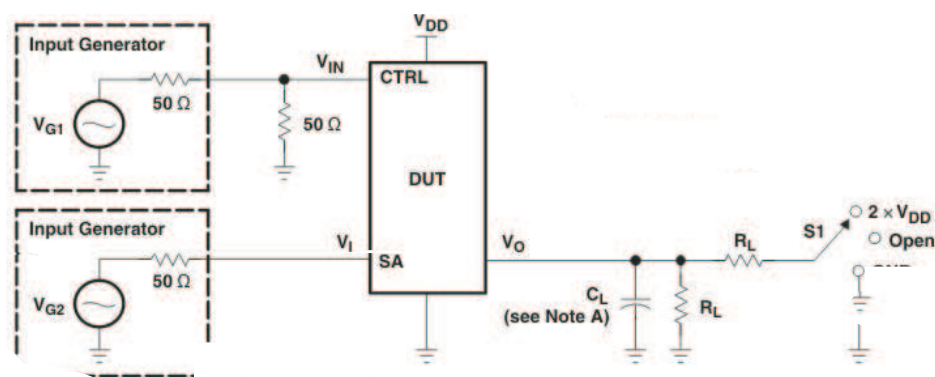 V_DD
Input Generator
V_IN
CTRL
50 Ω
50 Ω
V_G1
DUT
Input Generator
V_I
SA
50 Ω
V_G2
V_O
R_L
S1
2 × V_DD
Open
C_L
(see Note A)
R_L